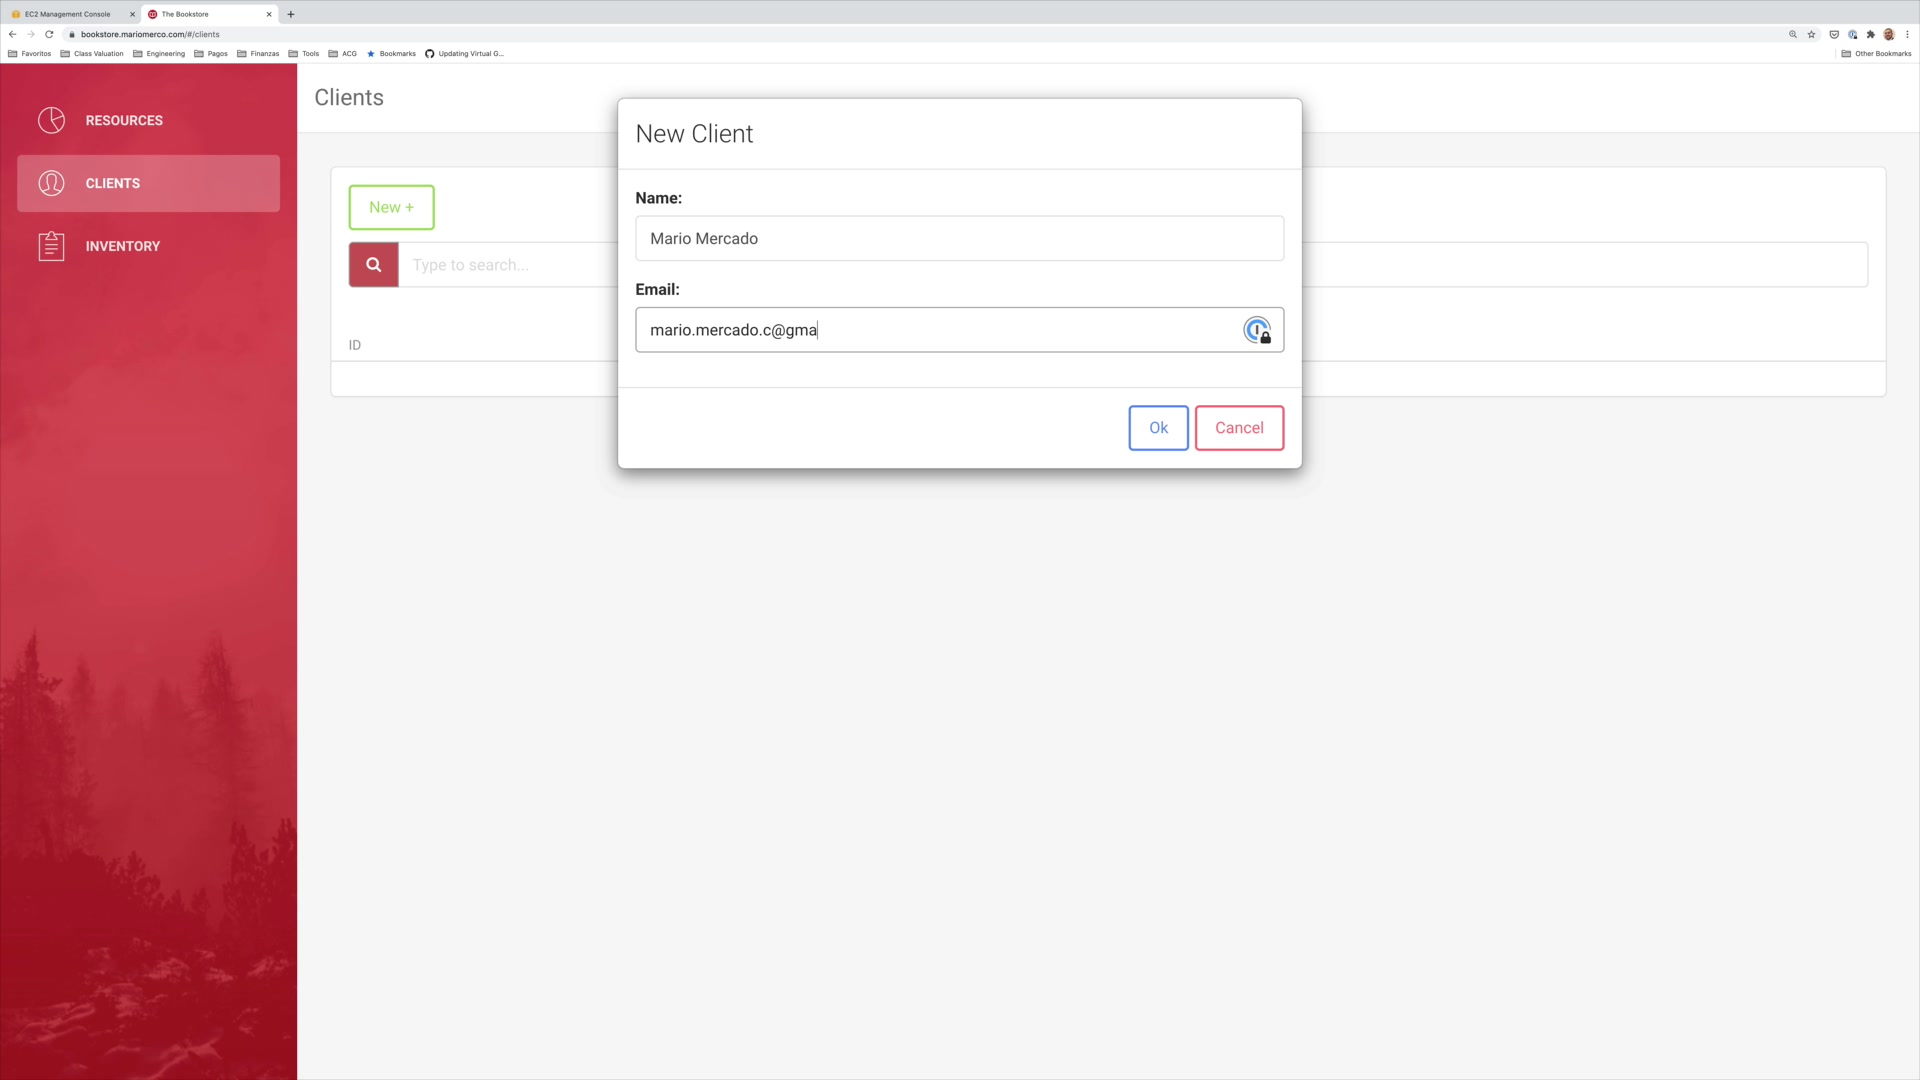 EC2 Management Console
The Bookstore
bookstore.mariomerco.com/#/clients
Favoritos
Class Valuation
Engineering
Pagos
Finanzas
Tools
ACG
Bookmarks
Updating Virtual G...
Other Bookmarks
RESOURCES
CLIENTS
INVENTORY
Clients
New +
Type to search...
ID
New Client
Name:
Mario Mercado
Email:
mario.mercado.c@gma
Ok
Cancel